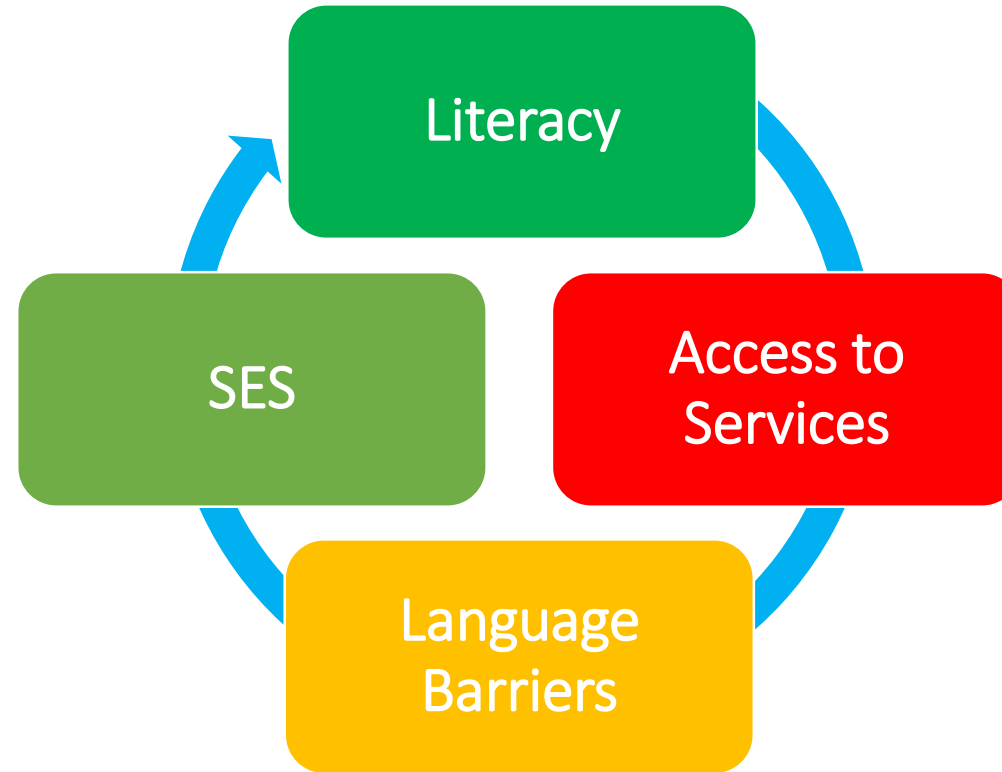 Literacy
SES
Access to
Services
Language
Barriers